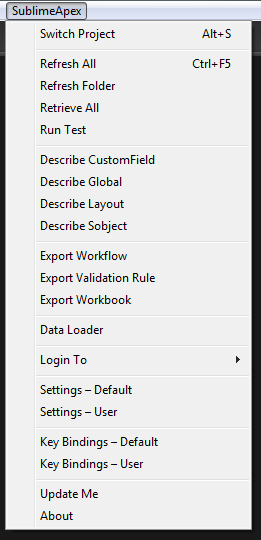 SublimeApex
Switch Project Alt+S
Refresh All Ctrl+F5
Refresh Folder
Retrieve All
Run Test
Describe CustomField
Describe Global
Describe Layout
Describe Sobject
Export Workflow
Export Validation Rule
Export Workbook
Data Loader
Login To
Settings – Default
Settings – User
Key Bindings – Default
Key Bindings – User
Update Me
About